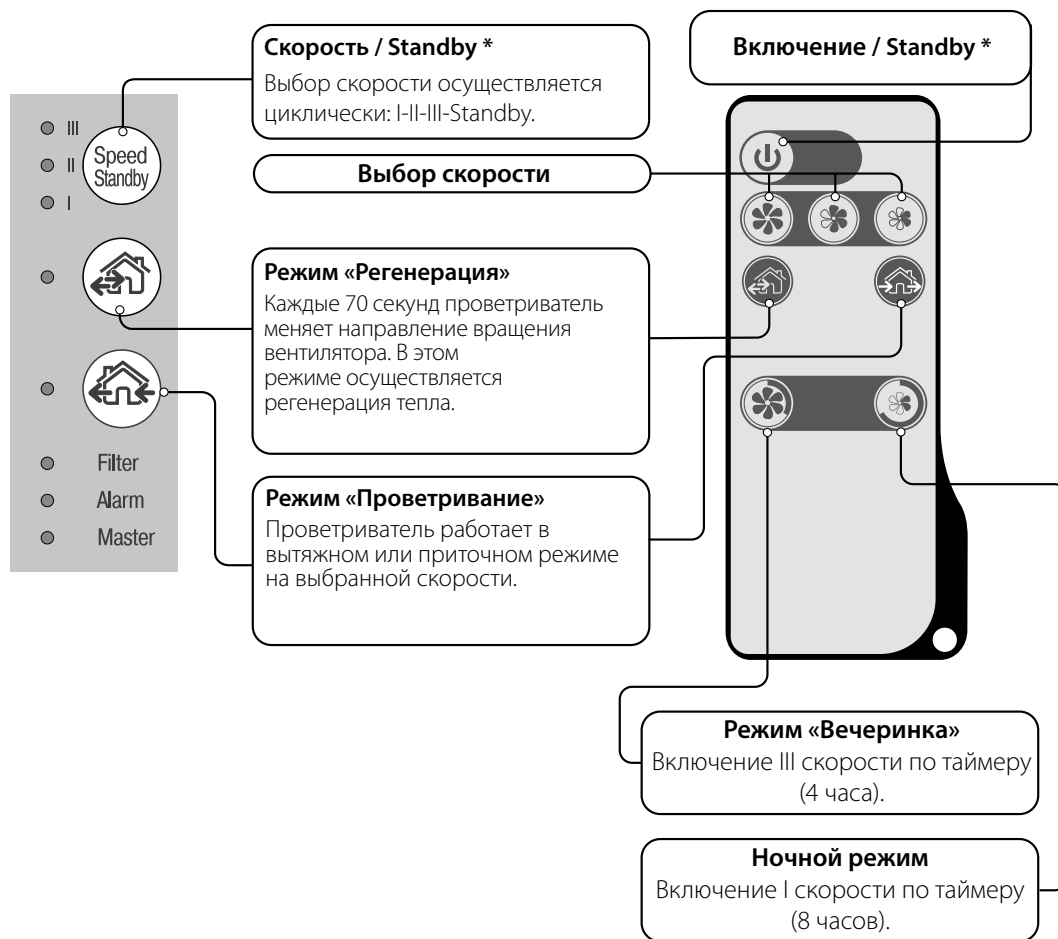 Скорость / Standby *
Выбор скорости осуществляется
циклически: I-II-III-Standby.
Включение / Standby *
III
II
I
Speed
Standby
Выбор скорости
Режим «Регенерация»
Каждые 70 секунд проветриватель
меняет направление вращения
вентилятора. В этом
режиме осуществляется
регенерация тепла.
Filter
Alarm
Master
Режим «Проветривание»
Проветриватель работает в
вытяжном или приточном режиме
на выбранной скорости.
Режим «Вечеринка»
Включение III скорости по таймеру
(4 часа).
Ночной режим
Включение I скорости по таймеру
(8 часов).